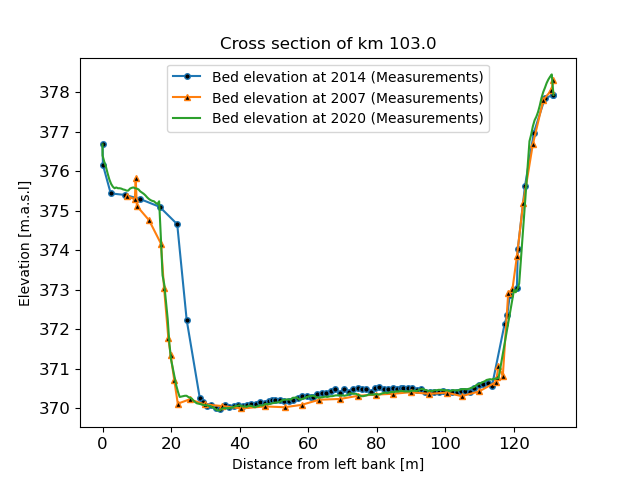 Cross section of km 103.0
Bed elevation at 2014 (Measurements)
Bed elevation at 2007 (Measurements)
Bed elevation at 2020 (Measurements)
Elevation [m.a.s.l]
378
377
376
375
374
373
372
371
370
0 20 40 60 80 100 120
Distance from left bank [m]